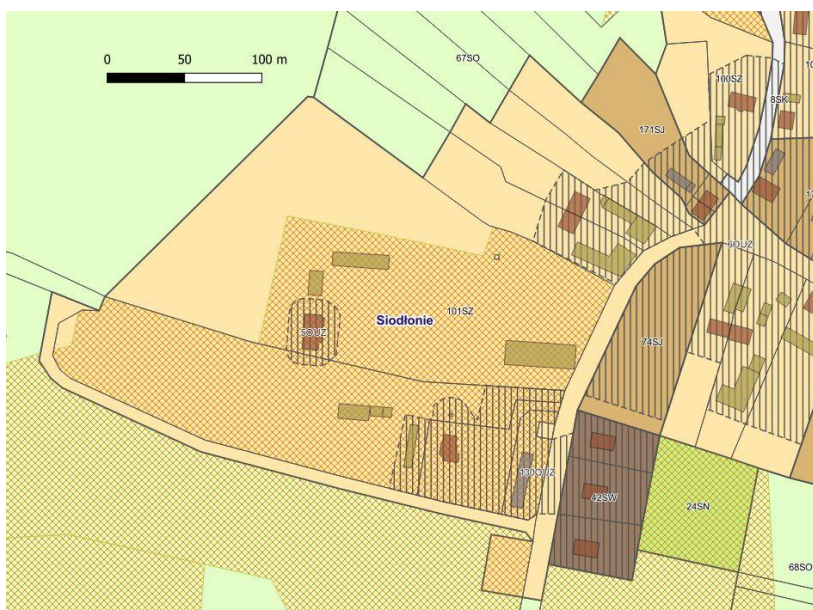 0 50 100 m
67SO
100SZ
8SK
171SJ
6OUZ
101SZ
Siodłonie
5OUZ
74SJ
130OUZ
42SW
24SN
68SO